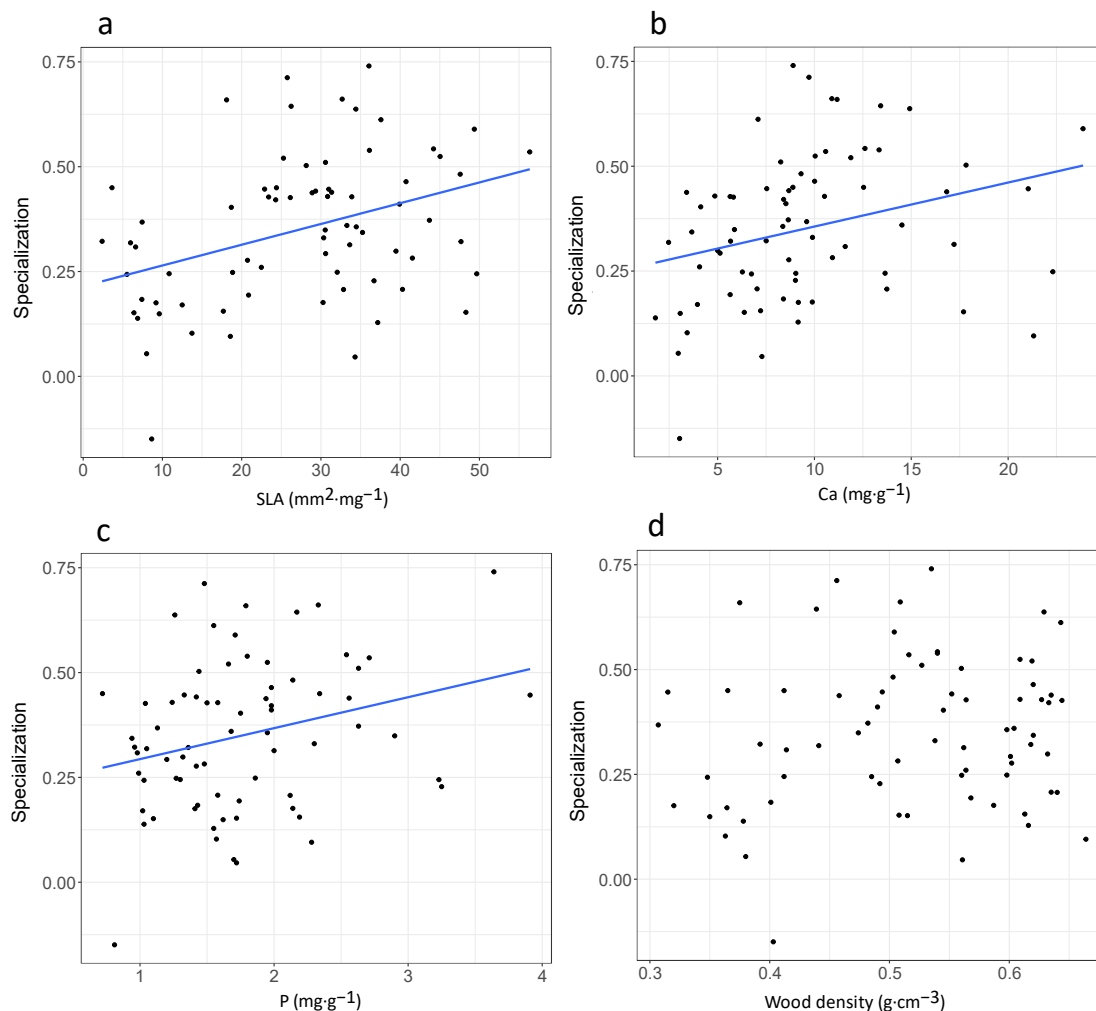 a
Specialization
0.75
0.50
0.25
0.00
0 10 20 30 40 50
SLA (mm²·mg⁻¹)
b
Specialization
0.75
0.50
0.25
0.00
5 10 15 20
Ca (mg·g⁻¹)
c
Specialization
0.75
0.50
0.25
0.00
1 2 3 4
P (mg·g⁻¹)
d
Specialization
0.75
0.50
0.25
0.00
0.3 0.4 0.5 0.6
Wood density (g·cm⁻³)